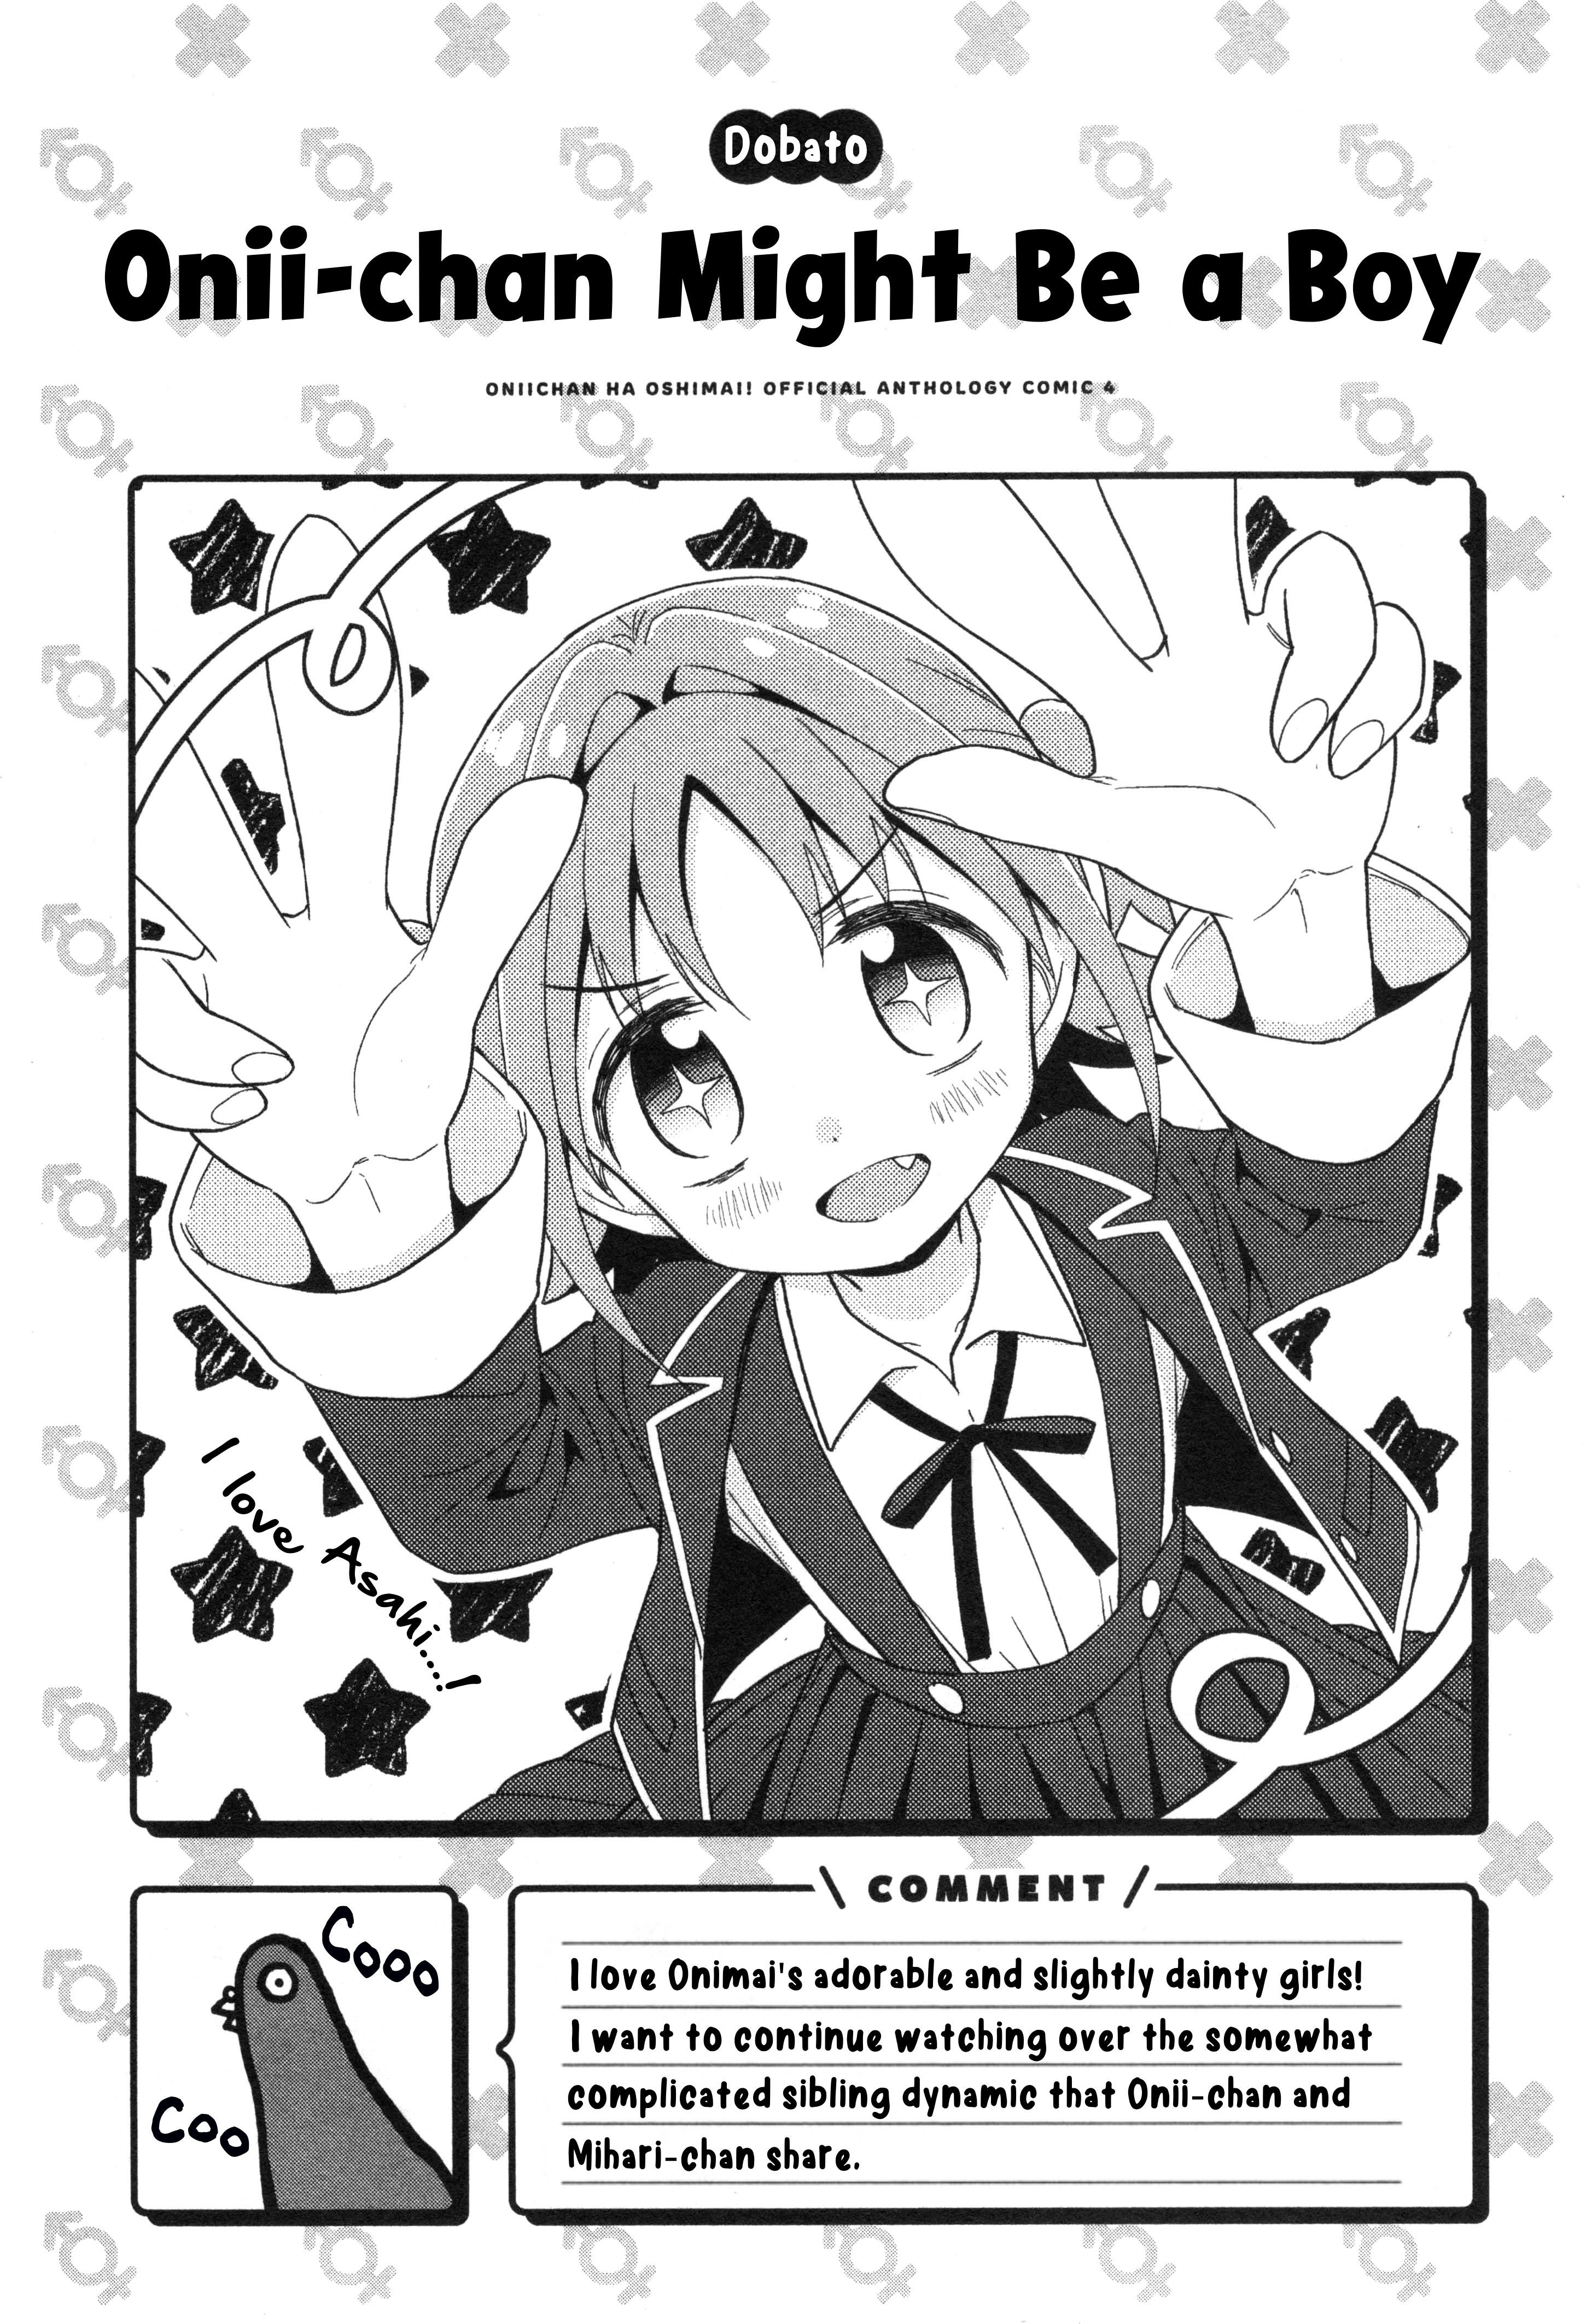 Dobato
Onii-chan Might Be a Boy
ONIICHAN HA OSHIMAI! OFFICIAL ANTHOLOGY COMIC 4
I love Asahi...!
Cooo
Coo
\ COMMENT /
I love Onimai's adorable and slightly dainty girls!
I want to continue watching over the somewhat
complicated sibling dynamic that Onii-chan and
Mihari-chan share.